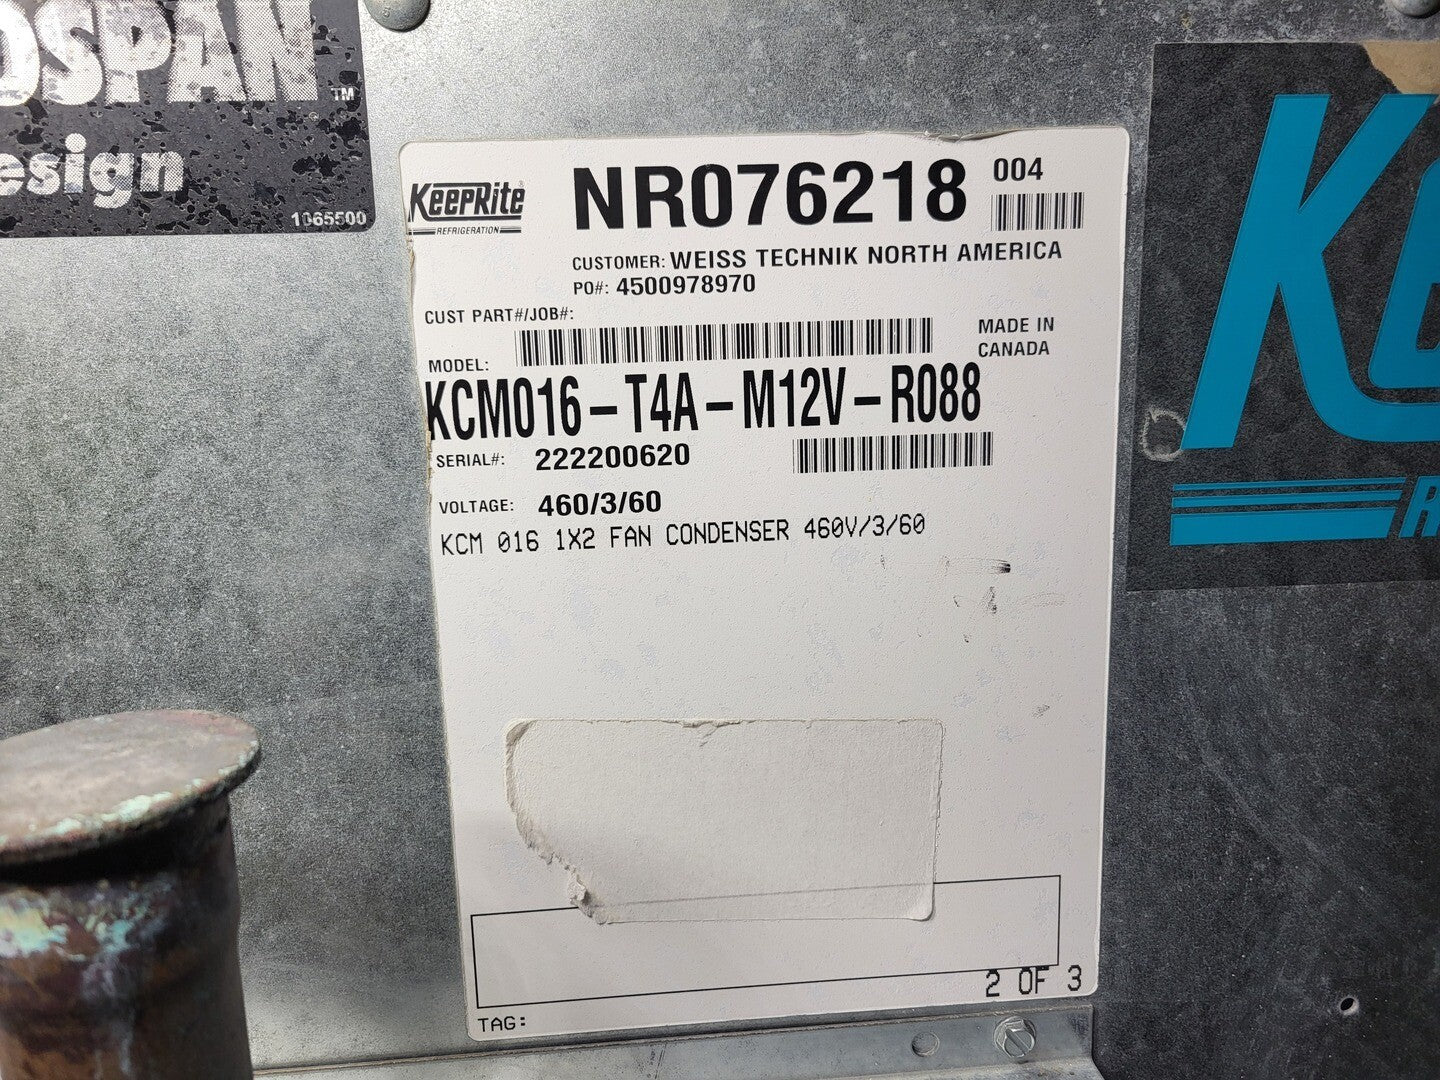 OSPAN™
esign
1065500
KeepRite®
REFRIGERATION
NR076218 004
CUSTOMER: WEISS TECHNIK NORTH AMERICA
PO#: 4500978970
CUST PART#/JOB#:
MADE IN
CANADA
MODEL:
KCM016-T4A-M12V-R088
SERIAL#: 222200620
VOLTAGE: 460/3/60
KCM 016 1X2 FAN CONDENSER 460V/3/60
2 OF 3
TAG:
Ke
R